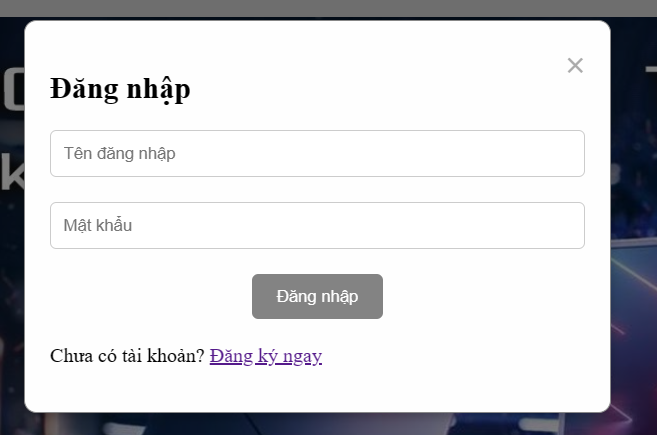 ×
Đăng nhập
Tên đăng nhập
Mật khẩu
Đăng nhập
Chưa có tài khoản? Đăng ký ngay